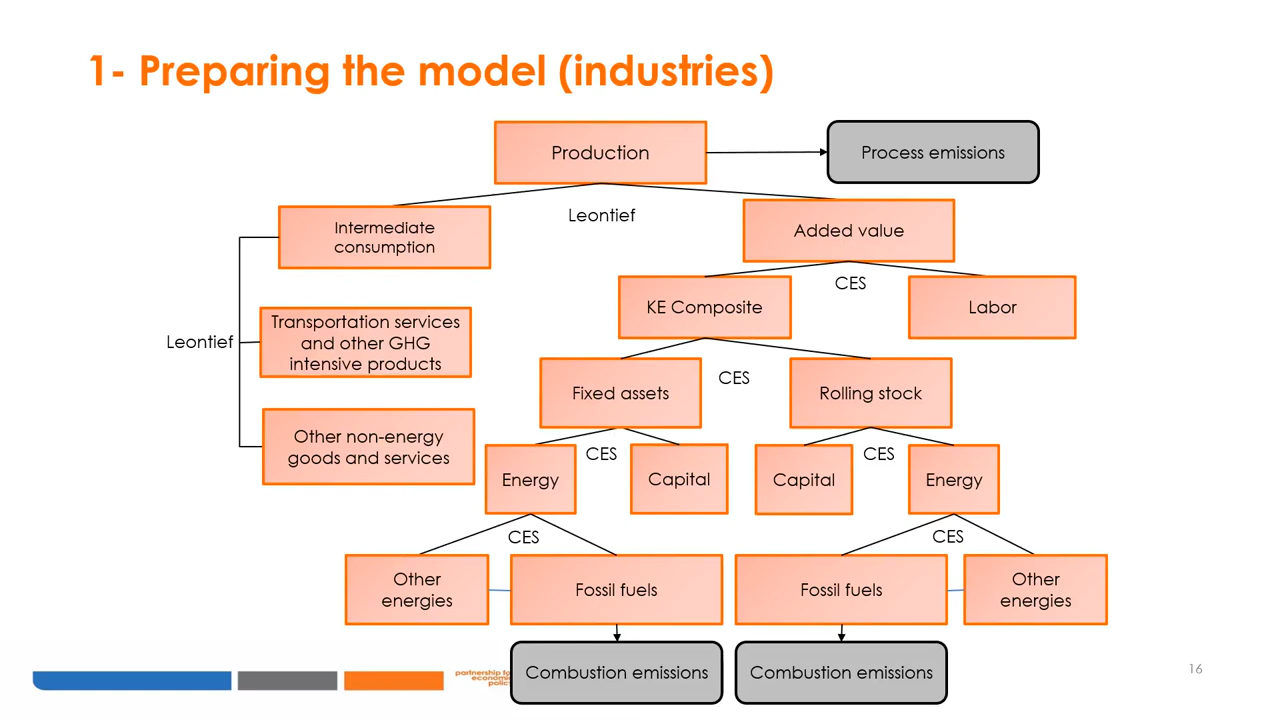 1- Preparing the model (industries)
Production
Process emissions
Leontief
Intermediate
consumption
Added value
CES
KE Composite
Labor
Leontief
Transportation services
and other GHG
intensive products
CES
Fixed assets
Rolling stock
Other non-energy
goods and services
CES
CES
Energy
Capital
Capital
Energy
CES
CES
Other
energies
Fossil fuels
Fossil fuels
Other
energies
Combustion emissions
Combustion emissions
partnership
economic
policy
16